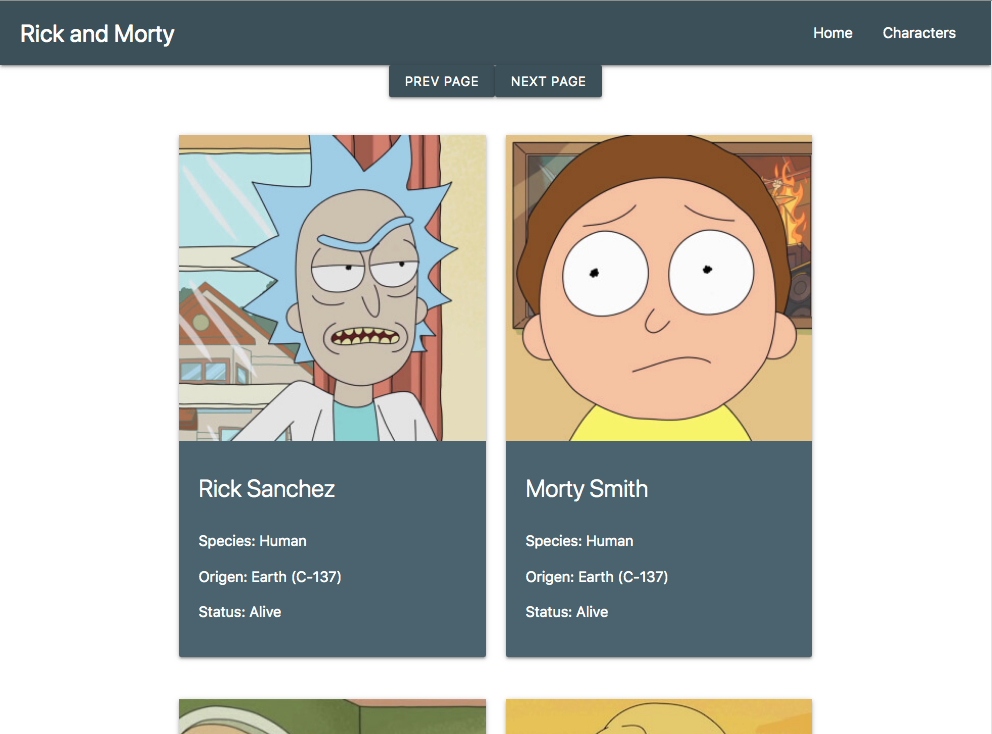 Rick and Morty
Home Characters
PREV PAGE NEXT PAGE
Rick Sanchez
Species: Human
Origen: Earth (C-137)
Status: Alive
Morty Smith
Species: Human
Origen: Earth (C-137)
Status: Alive